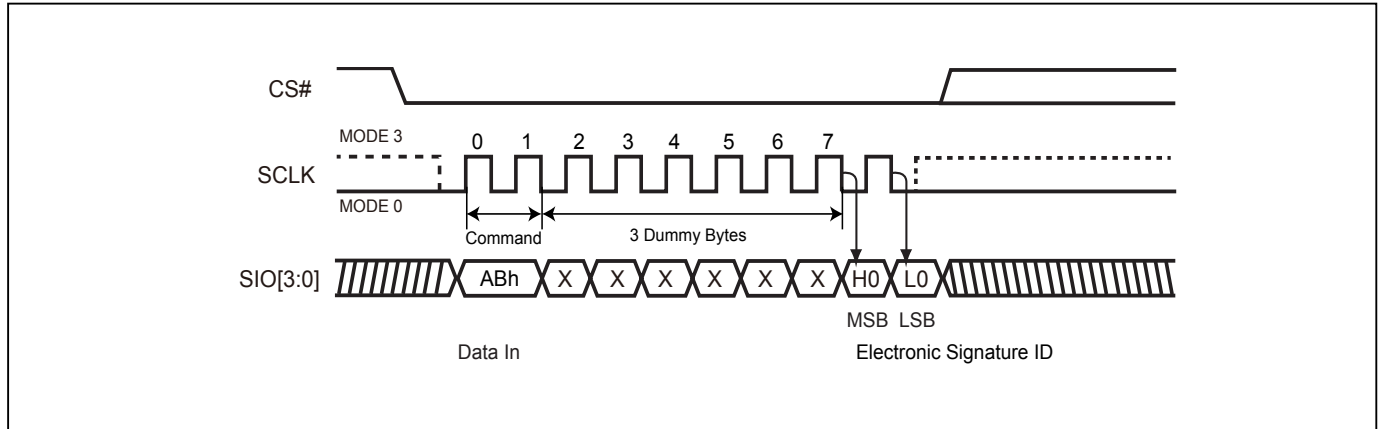 CS#
MODE 3
0 1 2 3 4 5 6 7
SCLK
MODE 0
Command 3 Dummy Bytes
SIO[3:0] ABh X X X X X X H0 L0
MSB LSB
Data In Electronic Signature ID